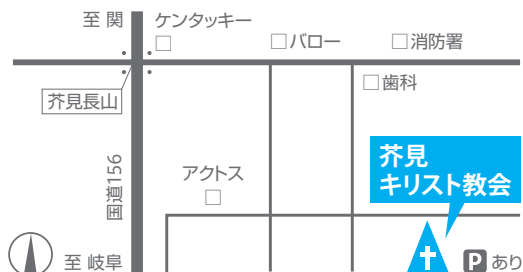 至 関
ケンタッキー
バロー
消防署
芥見長山
歯科
国道156
アクトス
芥見
キリスト教会
至 岐阜
P あり